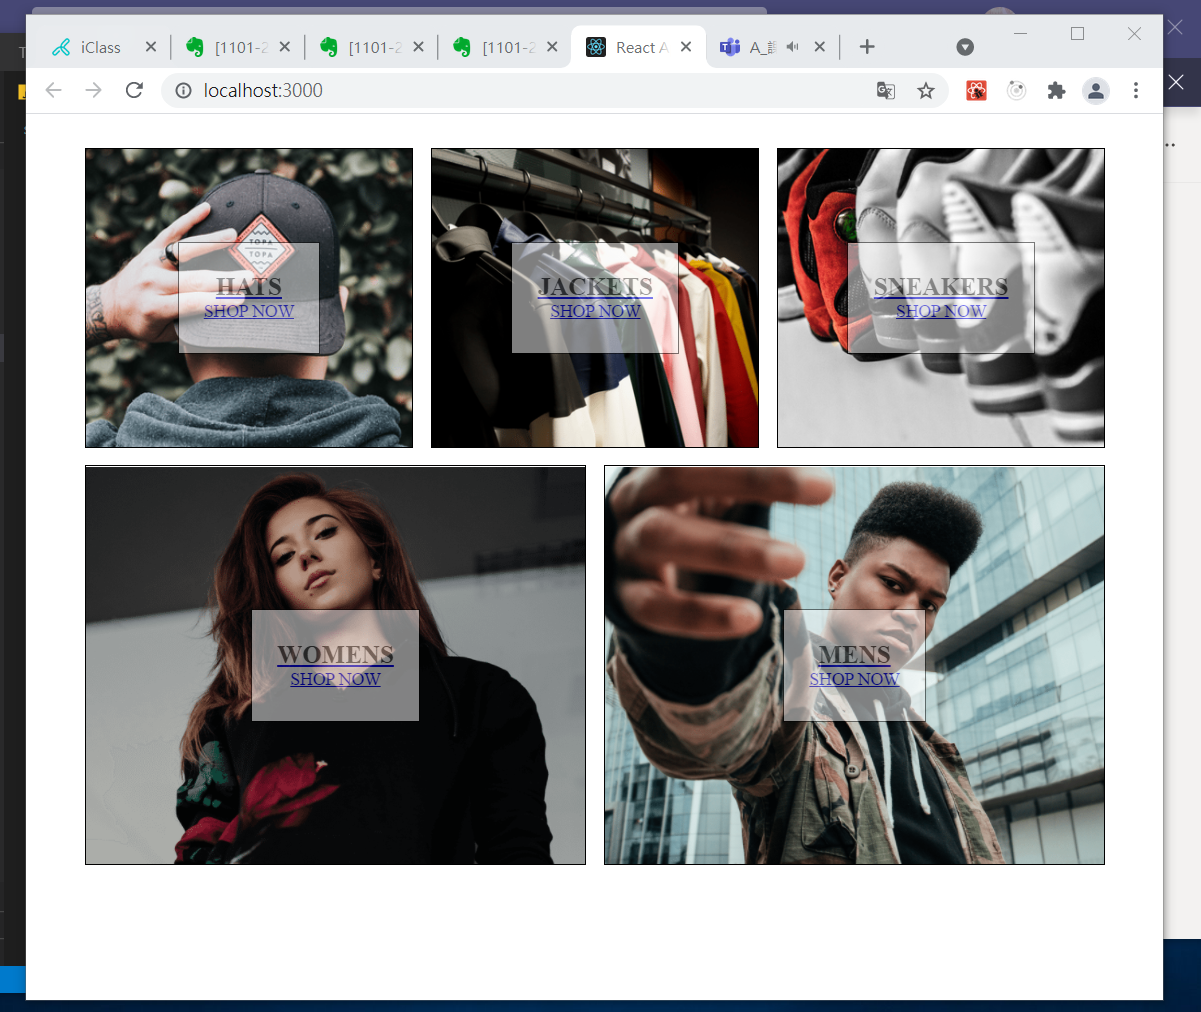 iClass
[1101-2
[1101-2
[1101-2
React A
localhost:3000
TOPA
TOPA
HATS
SHOP NOW
JACKETS
SHOP NOW
SNEAKERS
SHOP NOW
WOMENS
SHOP NOW
MENS
SHOP NOW